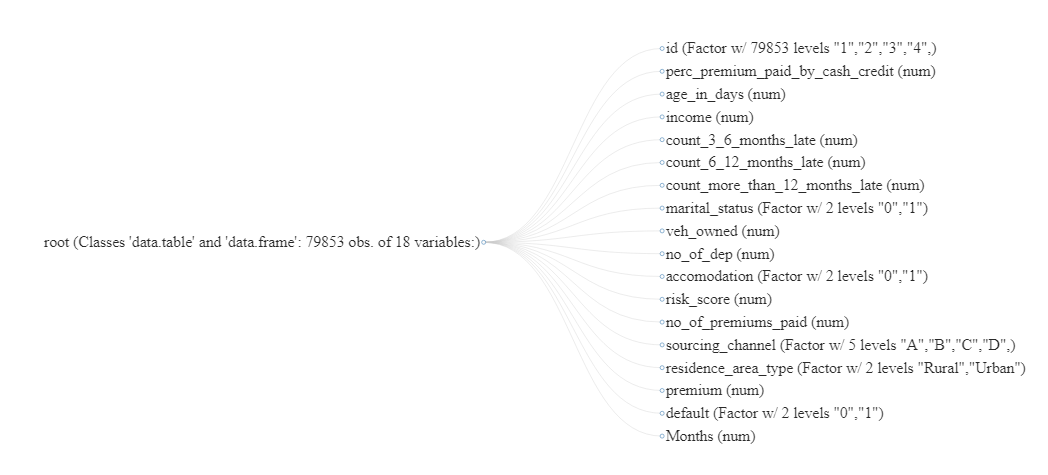 id (Factor w/ 79853 levels "1","2","3","4",)
perc_premium_paid_by_cash_credit (num)
age_in_days (num)
income (num)
count_3_6_months_late (num)
count_6_12_months_late (num)
count_more_than_12_months_late (num)
marital_status (Factor w/ 2 levels "0","1")
veh_owned (num)
root (Classes 'data.table' and 'data.frame': 79853 obs. of 18 variables:)
no_of_dep (num)
accomodation (Factor w/ 2 levels "0","1")
risk_score (num)
no_of_premiums_paid (num)
sourcing_channel (Factor w/ 5 levels "A","B","C","D",)
residence_area_type (Factor w/ 2 levels "Rural","Urban")
premium (num)
default (Factor w/ 2 levels "0","1")
Months (num)